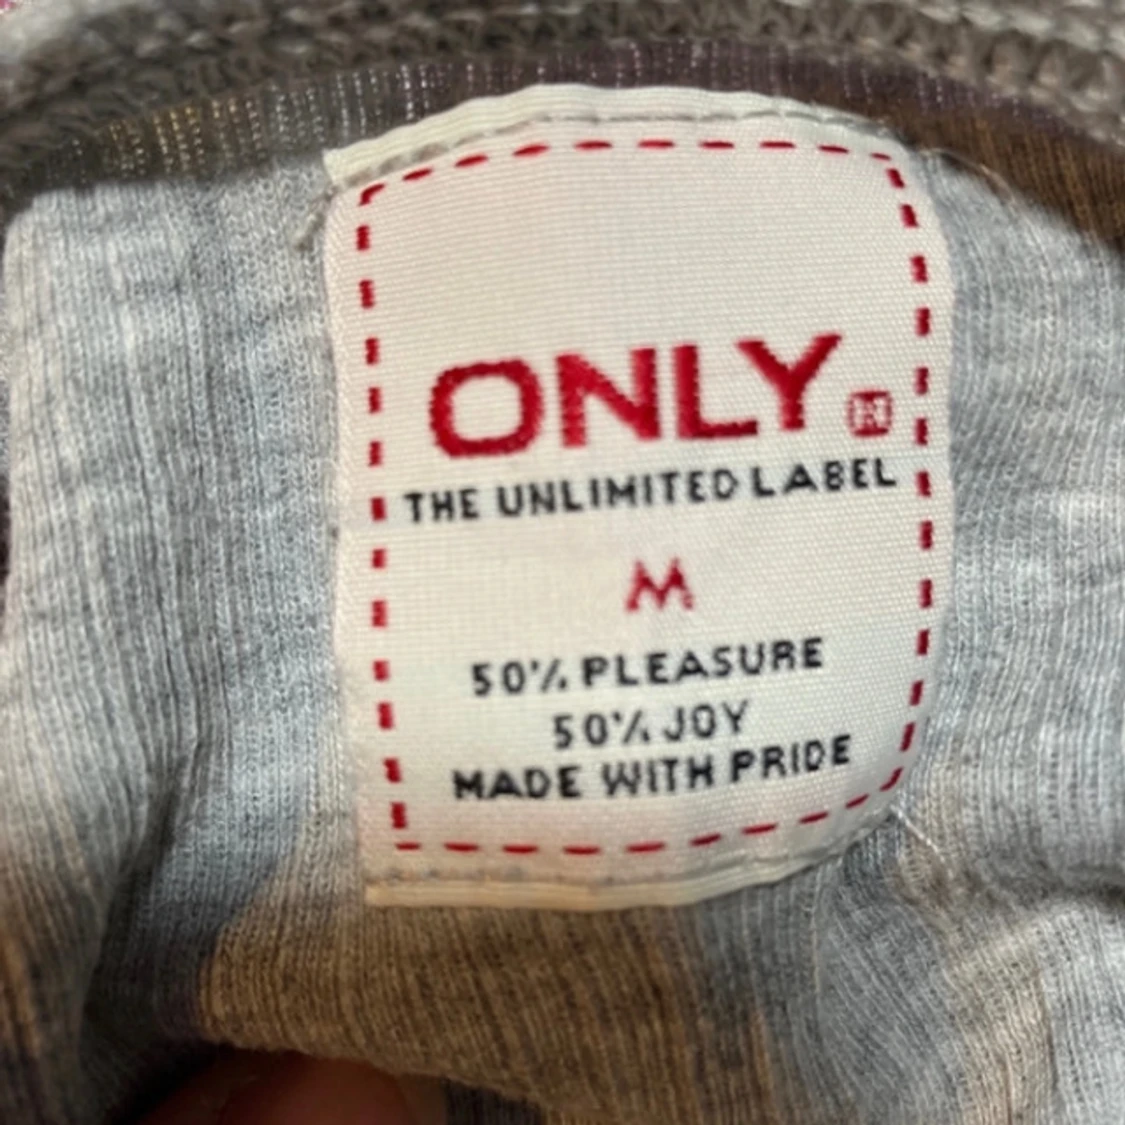 ONLY®
THE UNLIMITED LABEL
M
50% PLEASURE
50% JOY
MADE WITH PRIDE